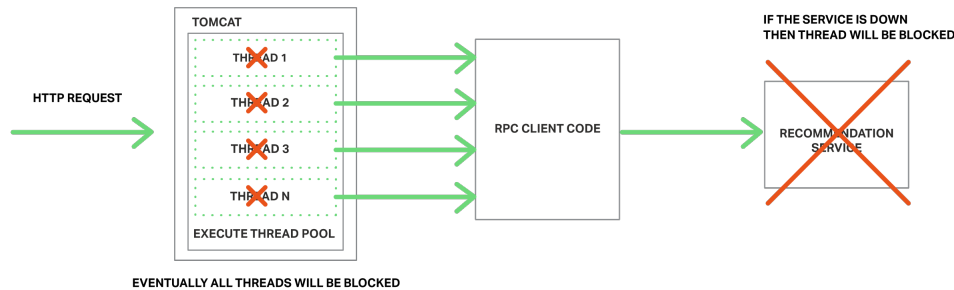 IF THE SERVICE IS DOWN
THEN THREAD WILL BE BLOCKED
TOMCAT
THREAD 1
HTTP REQUEST
THREAD 2
RPC CLIENT CODE
RECOMMENDATION
SERVICE
THREAD 3
THREAD N
EXECUTE THREAD POOL
EVENTUALLY ALL THREADS WILL BE BLOCKED